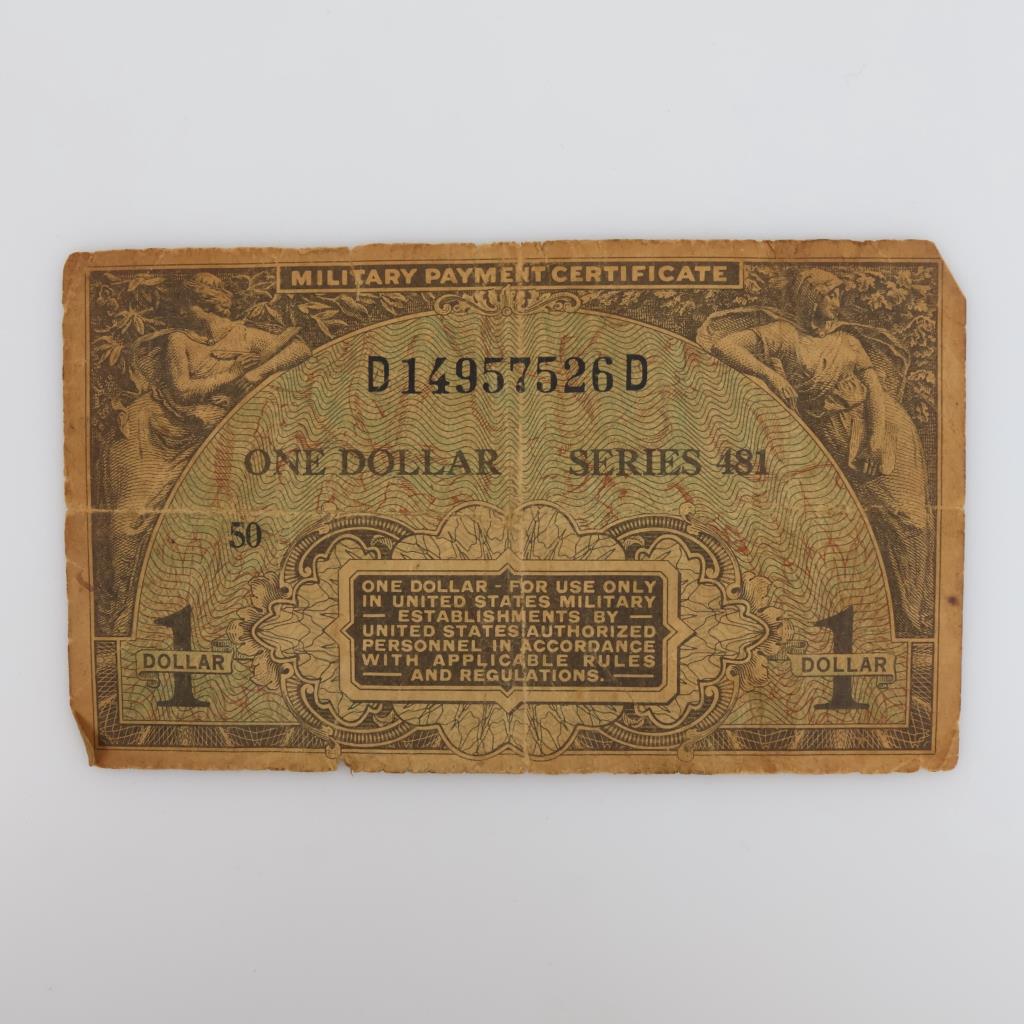 MILITARY PAYMENT CERTIFICATE
D14957526D
ONE DOLLAR SERIES 481
50
ONE DOLLAR - FOR USE ONLY
IN UNITED STATES MILITARY
— ESTABLISHMENTS BY —
UNITED STATES AUTHORIZED
PERSONNEL IN ACCORDANCE
WITH APPLICABLE RULES
— AND REGULATIONS. —
1 DOLLAR
1 DOLLAR